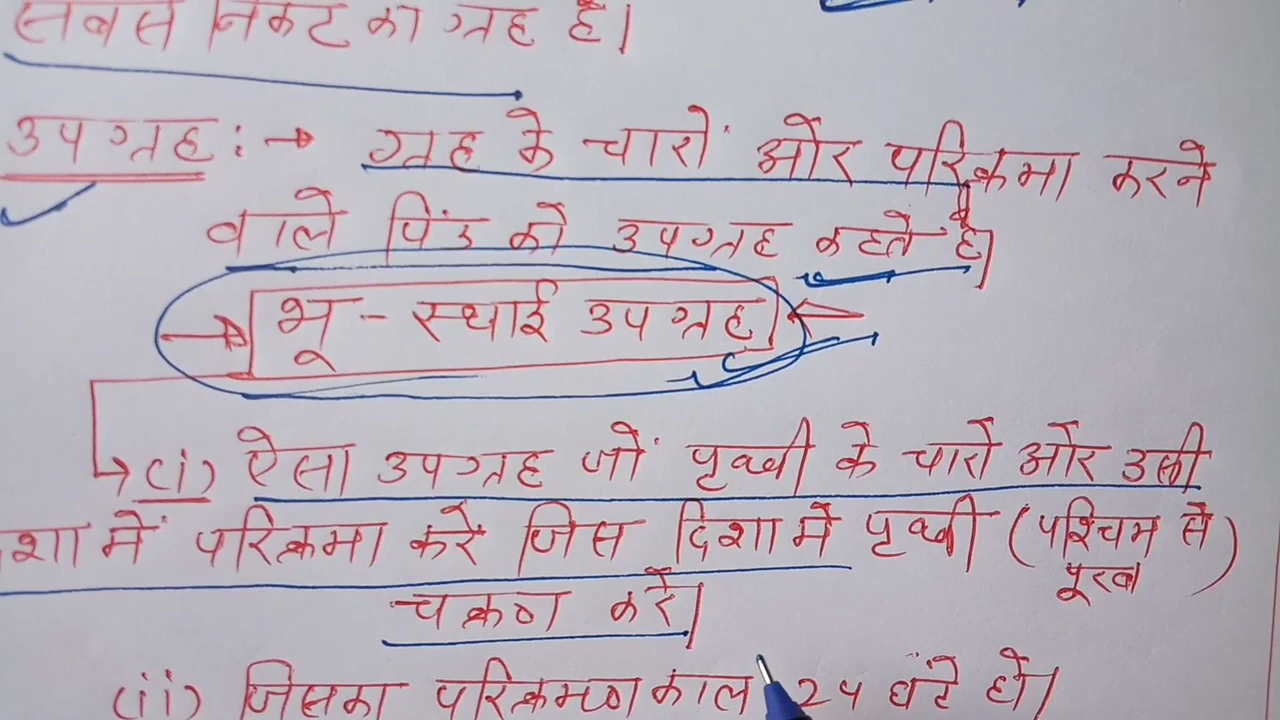 सबसे निकट का ग्रह है।
उपग्रह :→ ग्रह के चारों ओर परिक्रमा करने
वाले पिंड को उपग्रह कहते है।
→ भू - स्थाई उपग्रह
(i) ऐसा उपग्रह जो पृथ्वी के चारो ओर उसी
दिशा में परिक्रमा करें जिस दिशा में पृथ्वी (पश्चिम से पूरब)
चक्रण करें।
(ii) जिसका परिक्रमण काल 24 घंटे हो।